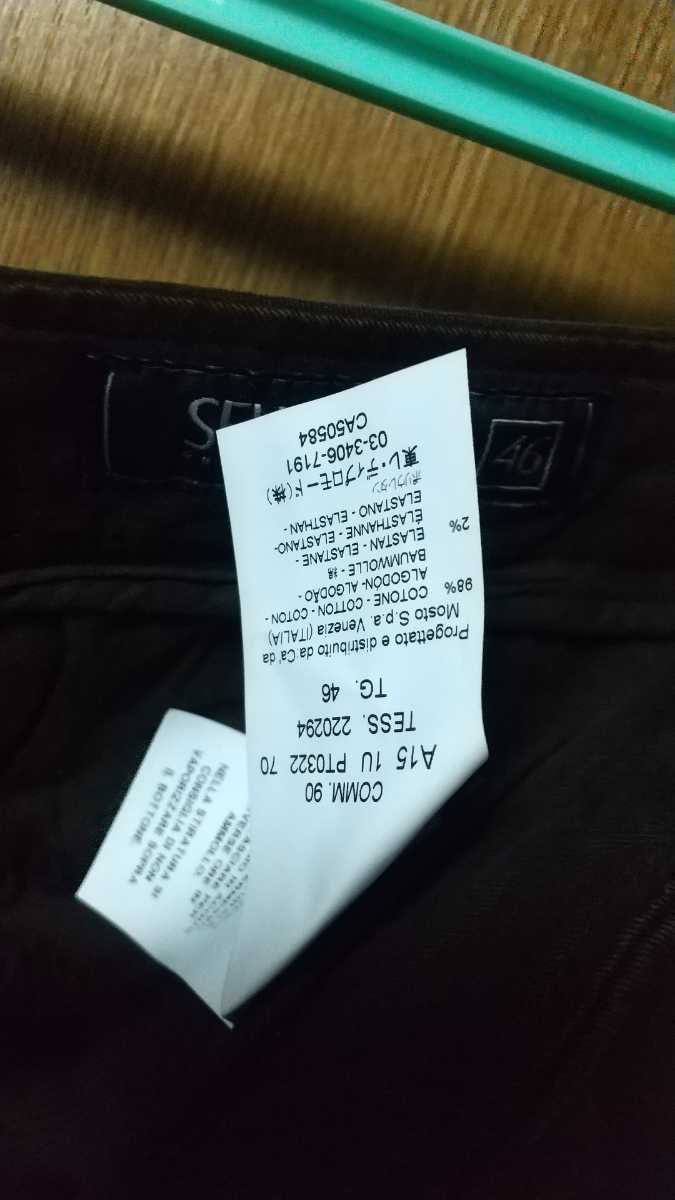 COMM. 90
A15 1U PT0322 70
TESS. 220294
TG. 46
Progettato e distribuito da Ca' da
Mosto S.p.a. Venezia (ITALIA)
98% COTONE - COTTON - COTON -
ALGODÓN- ALGODÃO -
BAUMWOLLE - 綿
2% ELASTAN - ELASTANE -
ÉLASTHANNE - ELASTANO-
ELASTANO - ELASTHAN -
ポリウレタン
東レ・ディプロモード(株)
03-3406-7191
CA50584
46
NELLA STIRATURA SI
CONSIGLIA DI NON
VAPORIZZARE SOPRA
IL BOTTONE.
AMMOLLO.